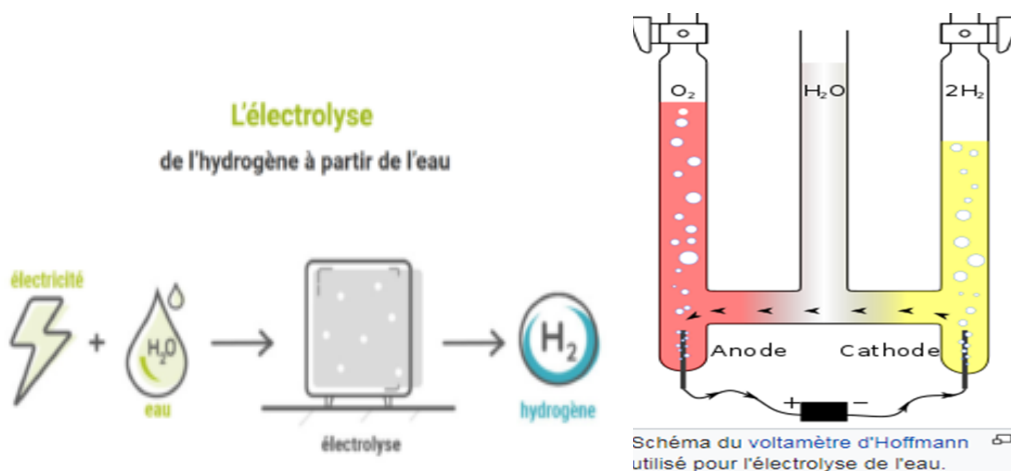 L'électrolyse
de l'hydrogène à partir de l'eau
électricité
+
H₂O
eau
électrolyse
H₂
hydrogène
O₂
H₂O
2H₂
Anode
Cathode
+
−
Schéma du voltamètre d'Hoffmann
utilisé pour l'électrolyse de l'eau.